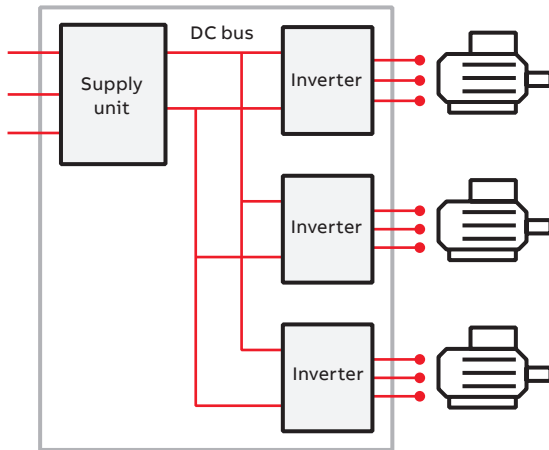 DC bus
Supply
unit
Inverter
Inverter
Inverter